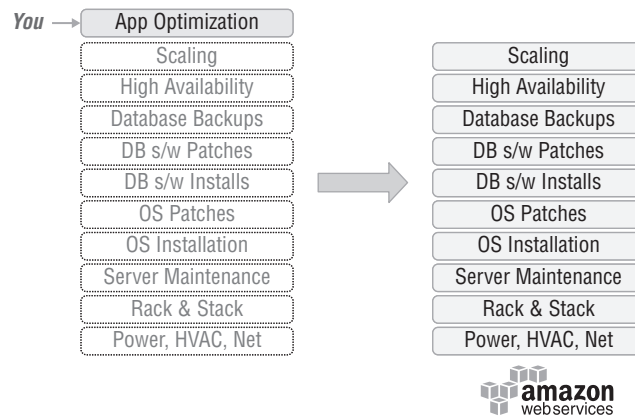 You
App Optimization
Scaling
High Availability
Database Backups
DB s/w Patches
DB s/w Installs
OS Patches
OS Installation
Server Maintenance
Rack & Stack
Power, HVAC, Net
Scaling
High Availability
Database Backups
DB s/w Patches
DB s/w Installs
OS Patches
OS Installation
Server Maintenance
Rack & Stack
Power, HVAC, Net
amazon
webservices